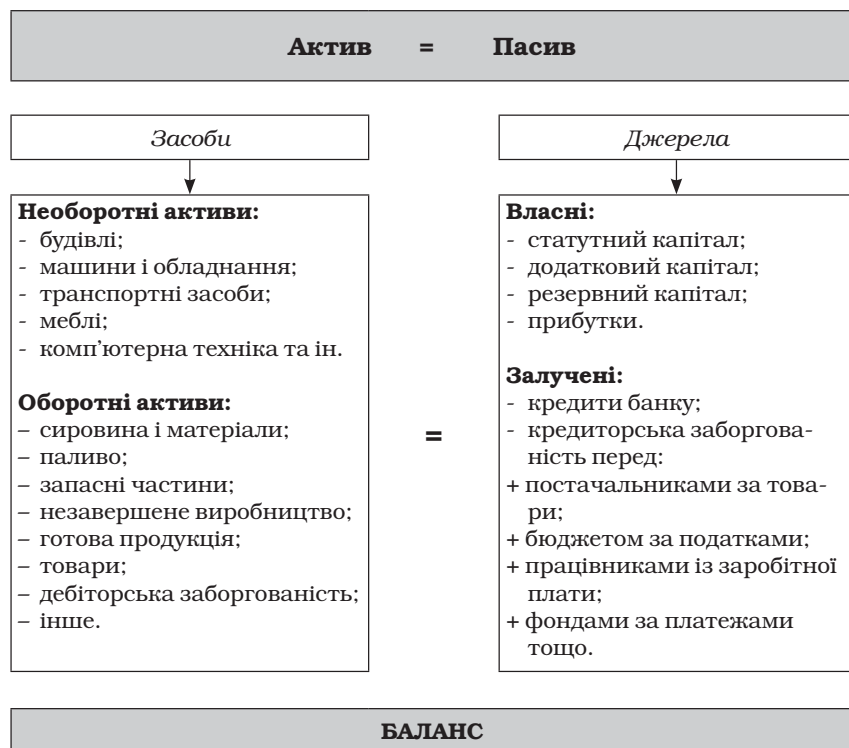 Актив = Пасив
Засоби
Необоротні активи:
- будівлі;
- машини і обладнання;
- транспортні засоби;
- меблі;
- комп’ютерна техніка та ін.
Оборотні активи:
– сировина і матеріали;
– паливо;
– запасні частини;
– незавершене виробництво;
– готова продукція;
– товари;
– дебіторська заборгованість;
– інше.
=
Джерела
Власні:
- статутний капітал;
- додатковий капітал;
- резервний капітал;
- прибутки.
Залучені:
- кредити банку;
- кредиторська заборгова-
ність перед:
+ постачальниками за това-
ри;
+ бюджетом за податками;
+ працівниками із заробітної
плати;
+ фондами за платежами
тощо.
БАЛАНС